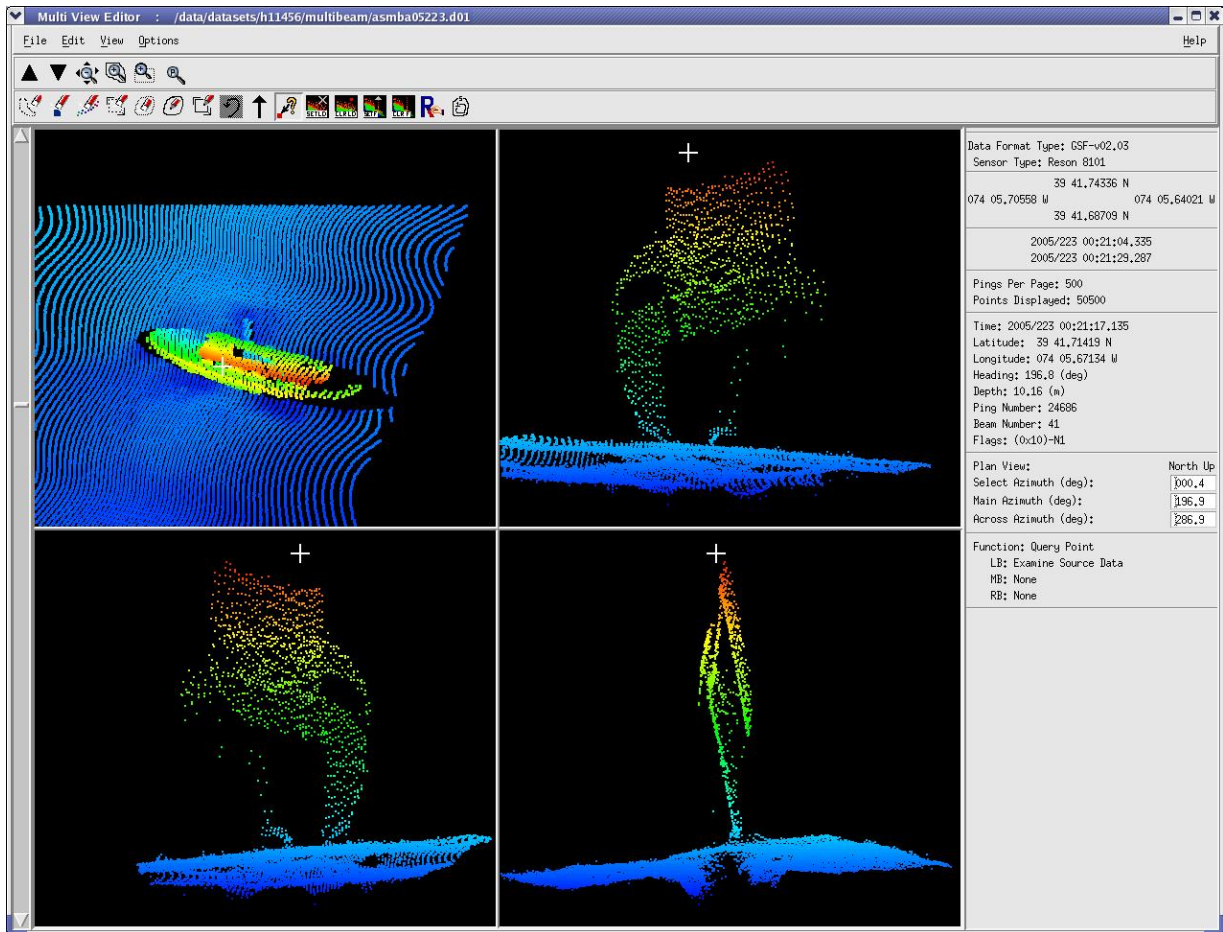 Multi View Editor : /data/datasets/h11456/multibeam/asmba05223.d01
File Edit View Options Help
SETLD CLR LD SETF CLR F R
Data Format Type: GSF-v02.03
Sensor Type: Reson 8101
39 41.74336 N
074 05.70558 W 074 05.64021 W
39 41.68709 N
2005/223 00:21:04.335
2005/223 00:21:29.287
Pings Per Page: 500
Points Displayed: 50500
Time: 2005/223 00:21:17.135
Latitude: 39 41.71419 N
Longitude: 074 05.67134 W
Heading: 196.8 (deg)
Depth: 10.16 (m)
Ping Number: 24686
Beam Number: 41
Flags: (0x10)-N1
Plan View: North Up
Select Azimuth (deg): 000.4
Main Azimuth (deg): 196.9
Across Azimuth (deg): 286.9
Function: Query Point
LB: Examine Source Data
MB: None
RB: None